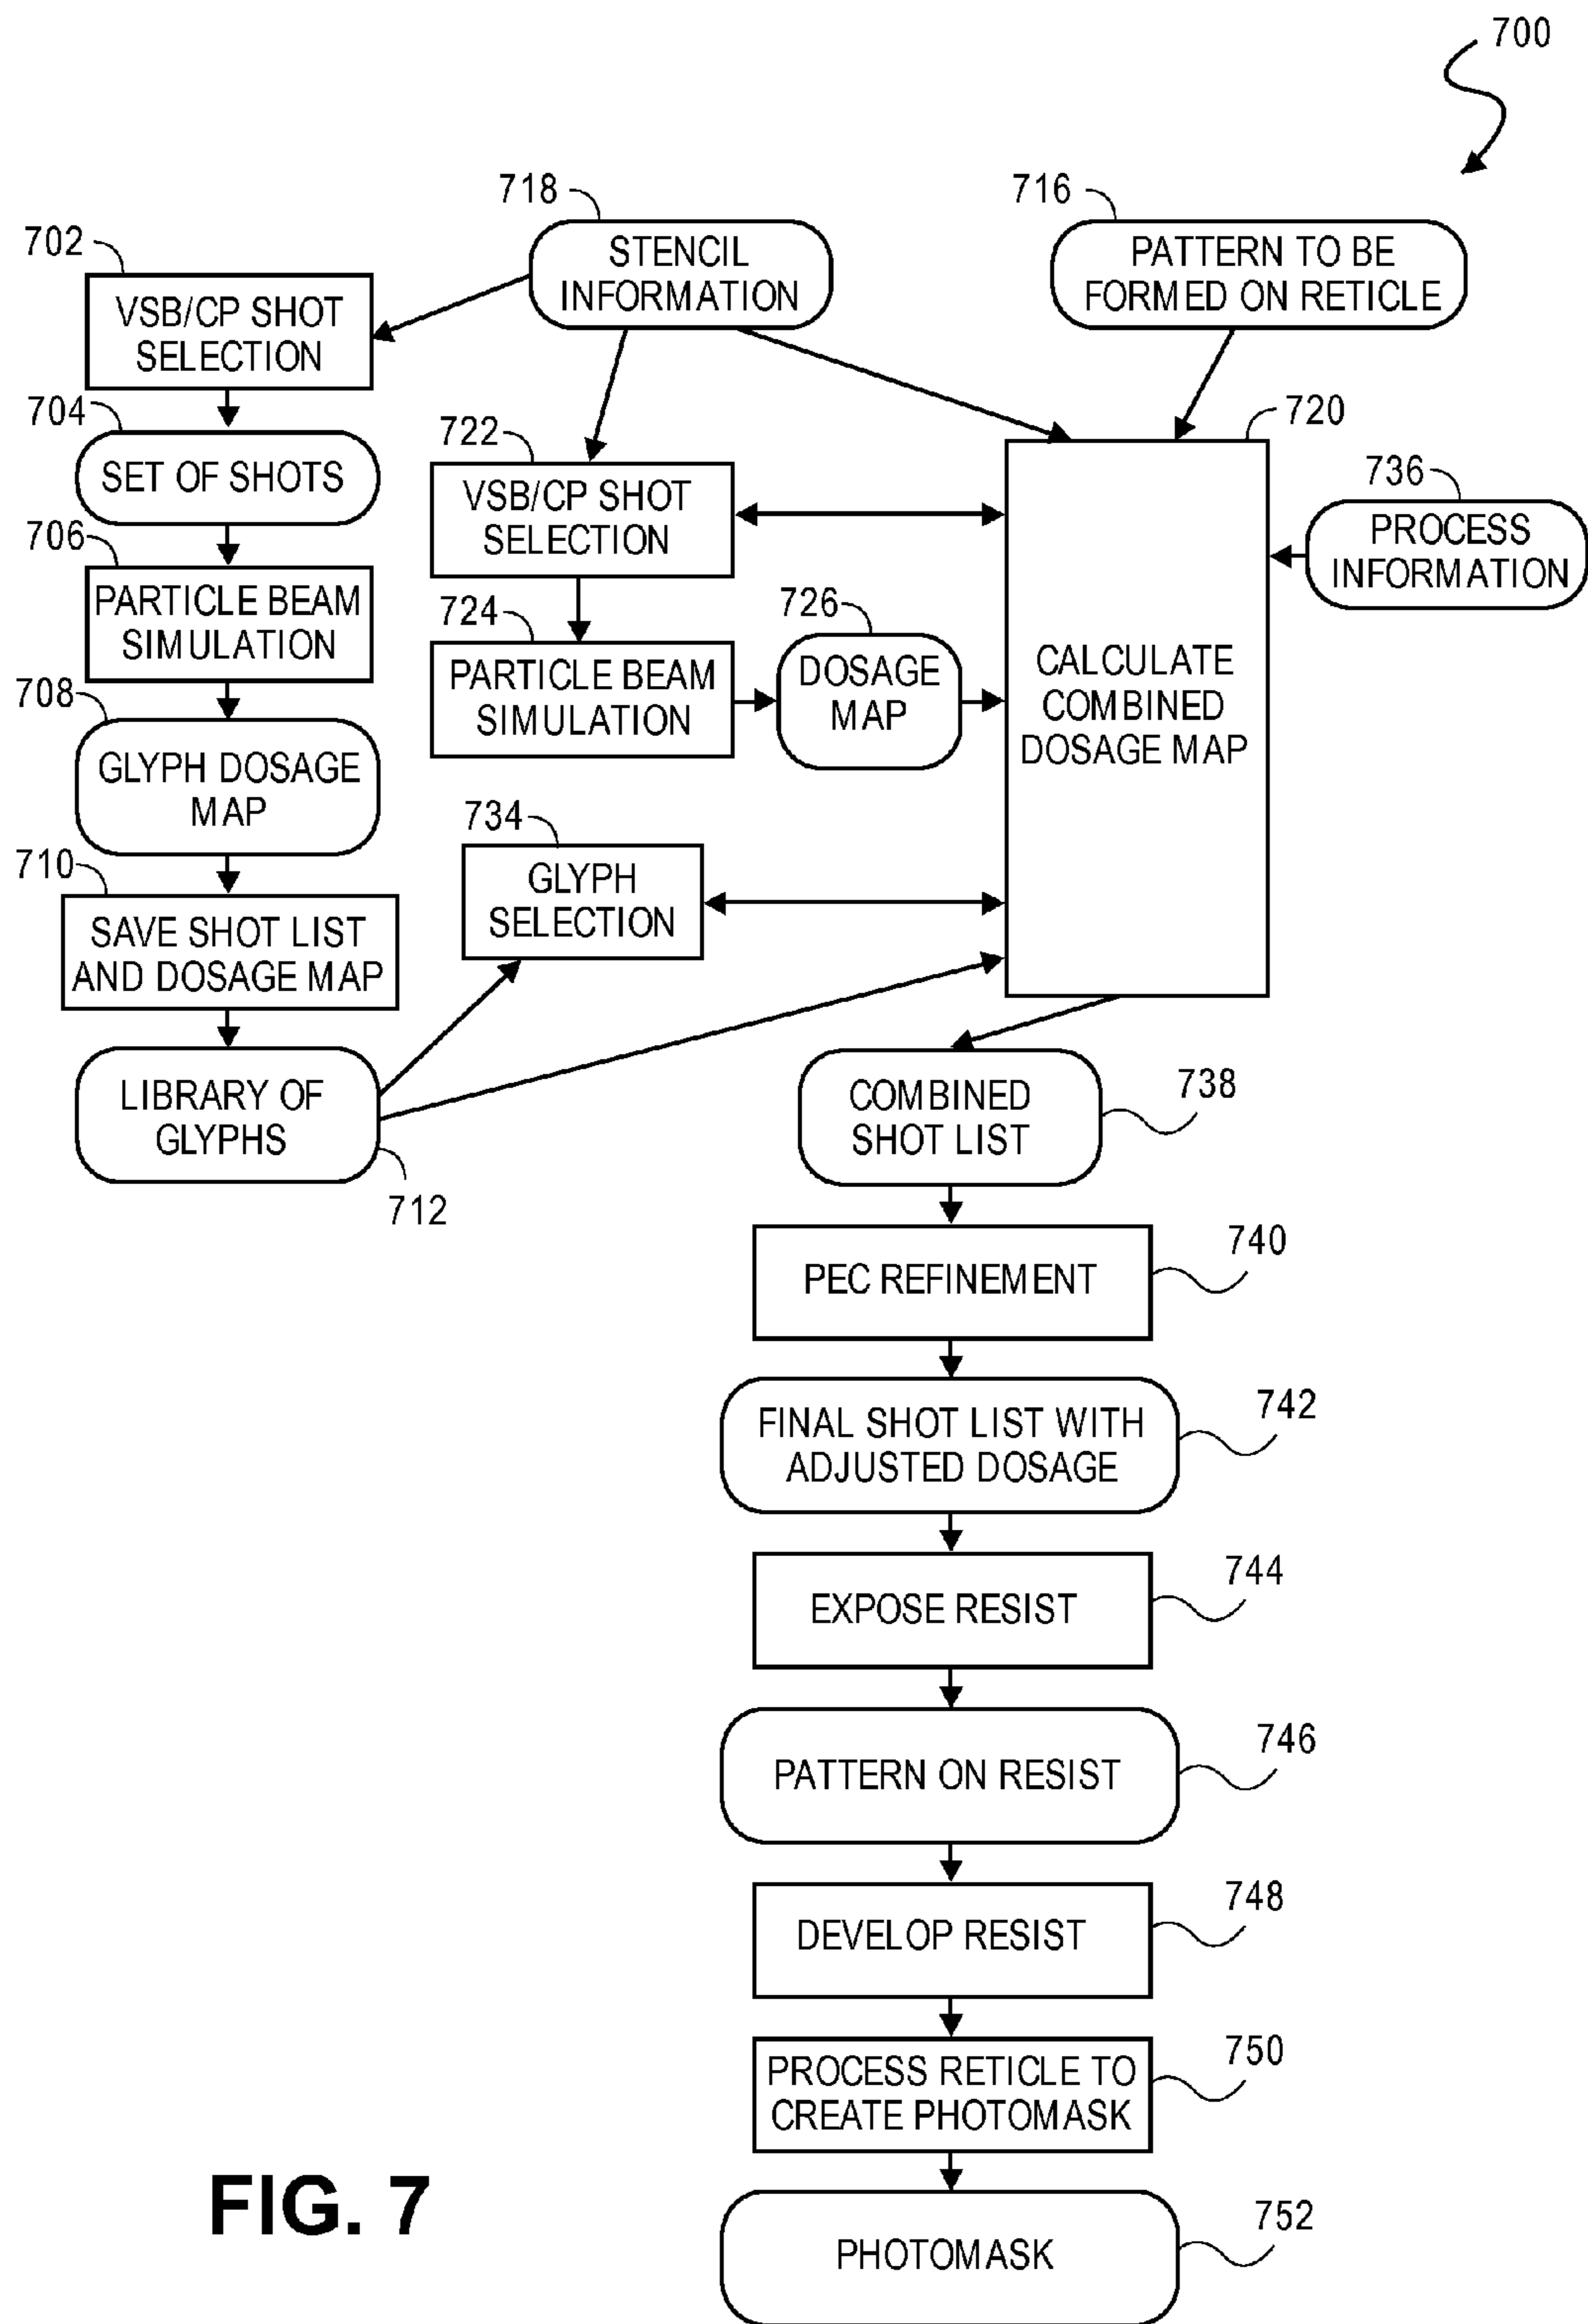 700
718
716
702
STENCIL
INFORMATION
PATTERN TO BE
FORMED ON RETICLE
VSB/CP SHOT
SELECTION
704
720
722
SET OF SHOTS
VSB/CP SHOT
SELECTION
736
PROCESS
INFORMATION
706
PARTICLE BEAM
SIMULATION
724
726
PARTICLE BEAM
SIMULATION
DOSAGE
MAP
CALCULATE
COMBINED
DOSAGE MAP
708
GLYPH DOSAGE
MAP
734
GLYPH
SELECTION
710
SAVE SHOT LIST
AND DOSAGE MAP
LIBRARY OF
GLYPHS
712
COMBINED
SHOT LIST
738
PEC REFINEMENT
740
FINAL SHOT LIST WITH
ADJUSTED DOSAGE
742
EXPOSE RESIST
744
PATTERN ON RESIST
746
DEVELOP RESIST
748
PROCESS RETICLE TO
CREATE PHOTOMASK
750
PHOTOMASK
752
FIG. 7